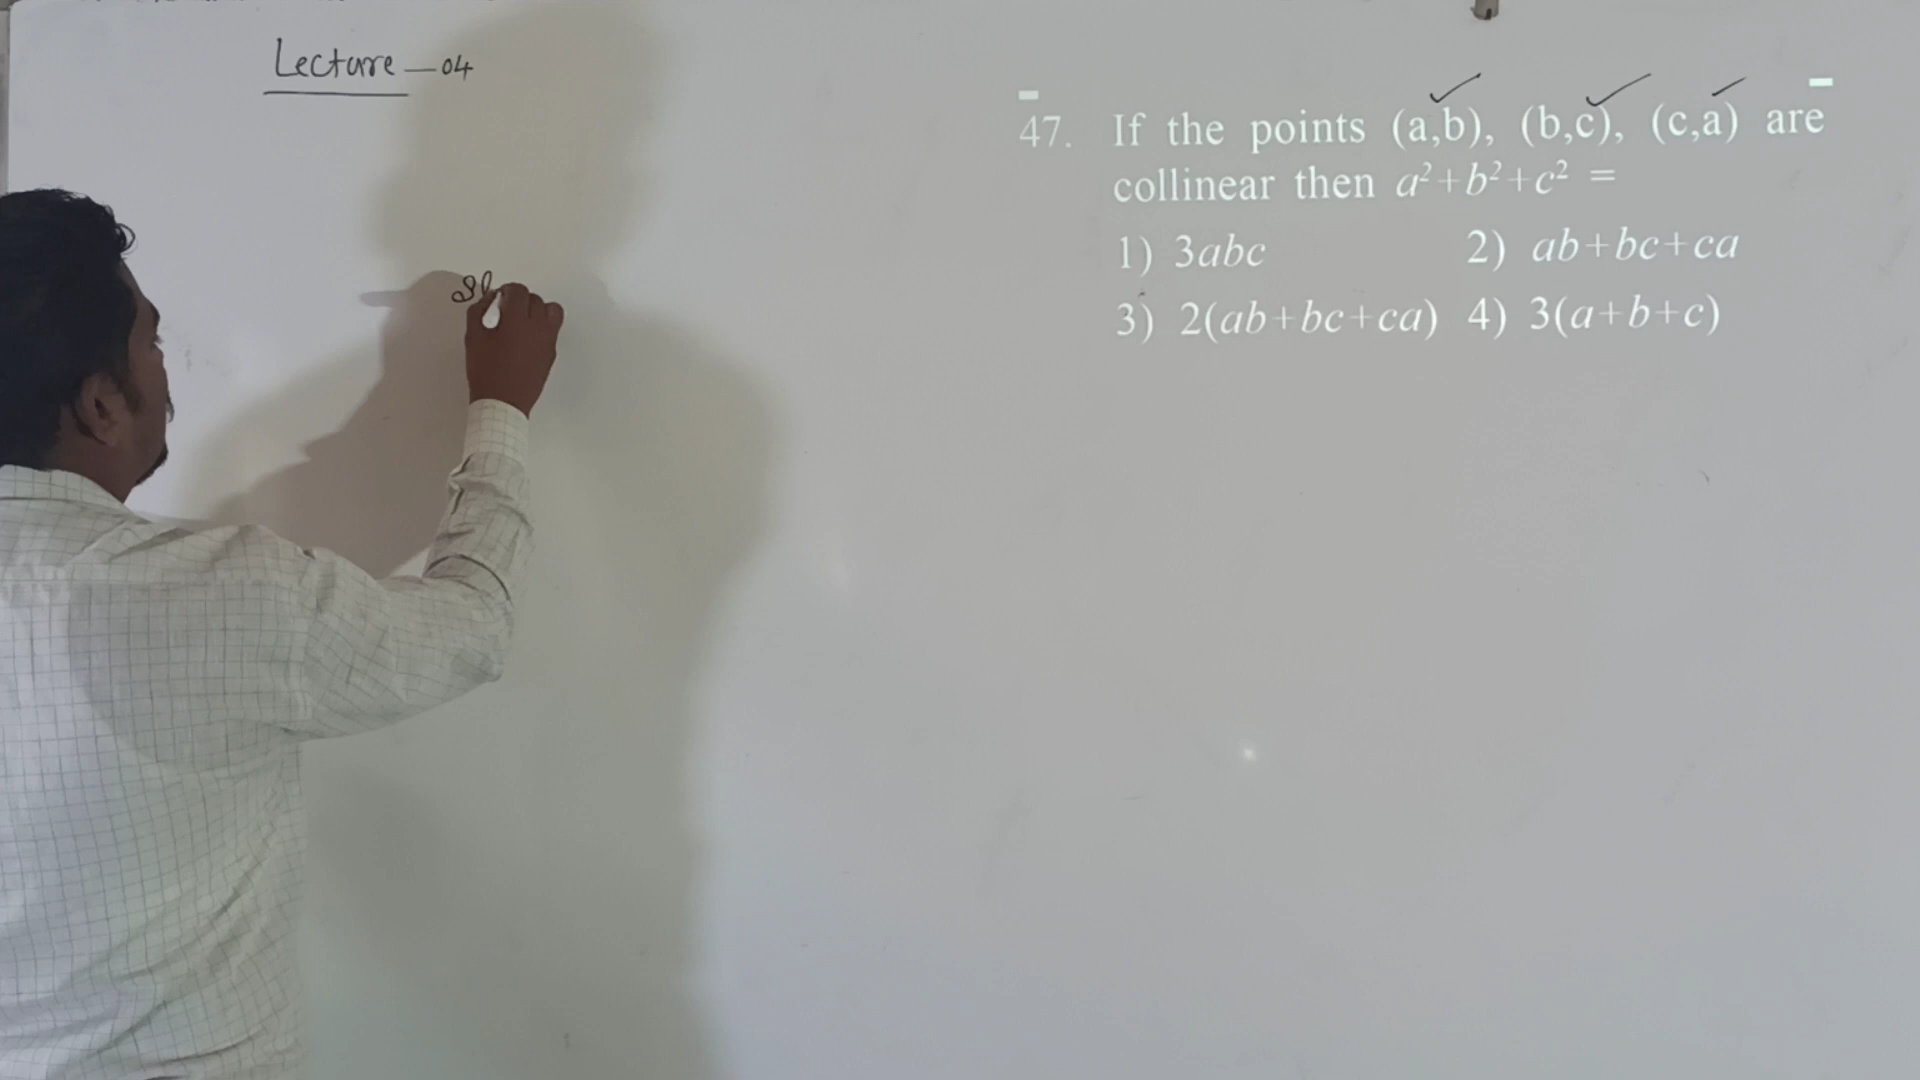 Lecture — 04
47. If the points (a,b), (b,c), (c,a) are
collinear then a²+b²+c² =
1) 3abc 2) ab+bc+ca
3) 2(ab+bc+ca) 4) 3(a+b+c)